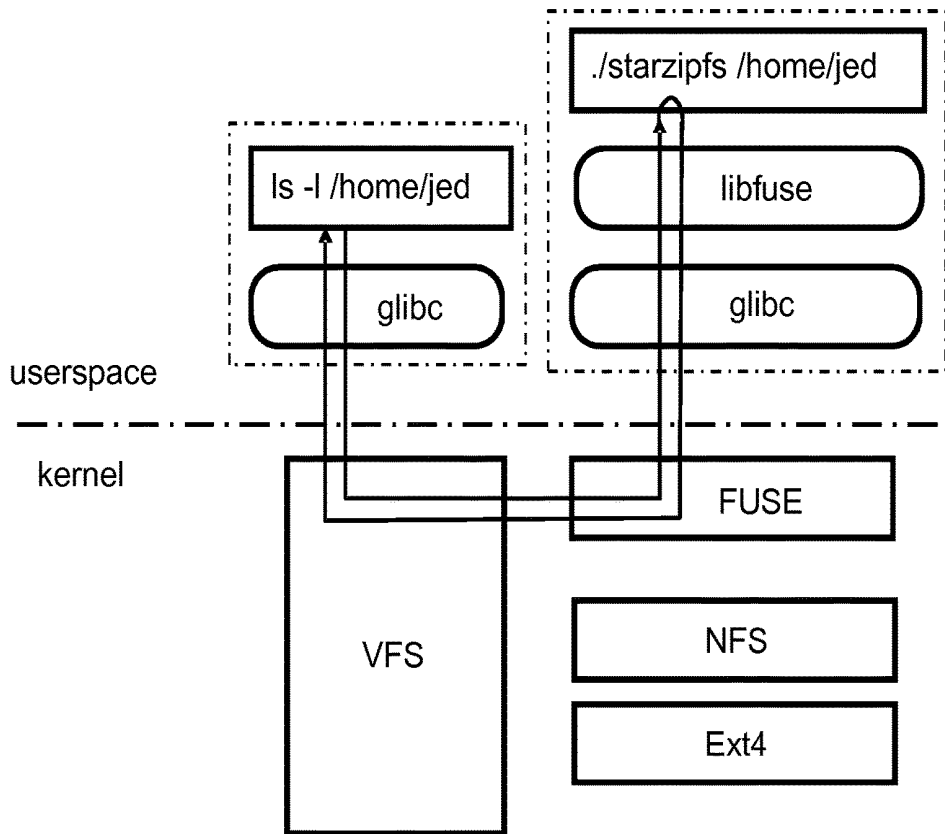 ./starzipfs /home/jed
ls -l /home/jed
libfuse
glibc
glibc
userspace
kernel
FUSE
VFS
NFS
Ext4